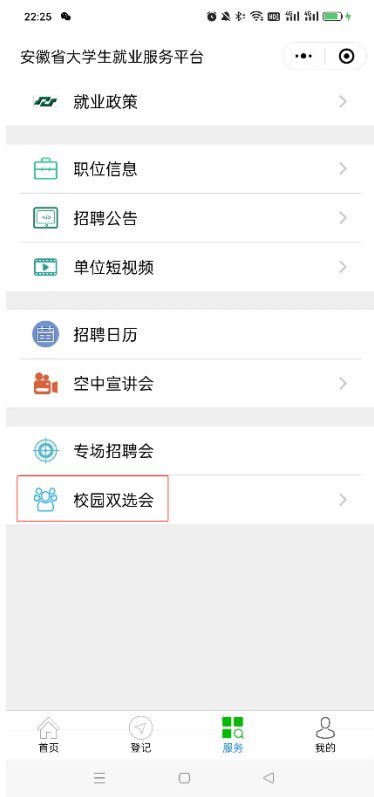 22:25
安徽省大学生就业服务平台
就业政策
职位信息
招聘公告
单位短视频
招聘日历
空中宣讲会
专场招聘会
校园双选会
首页 登记 服务 我的